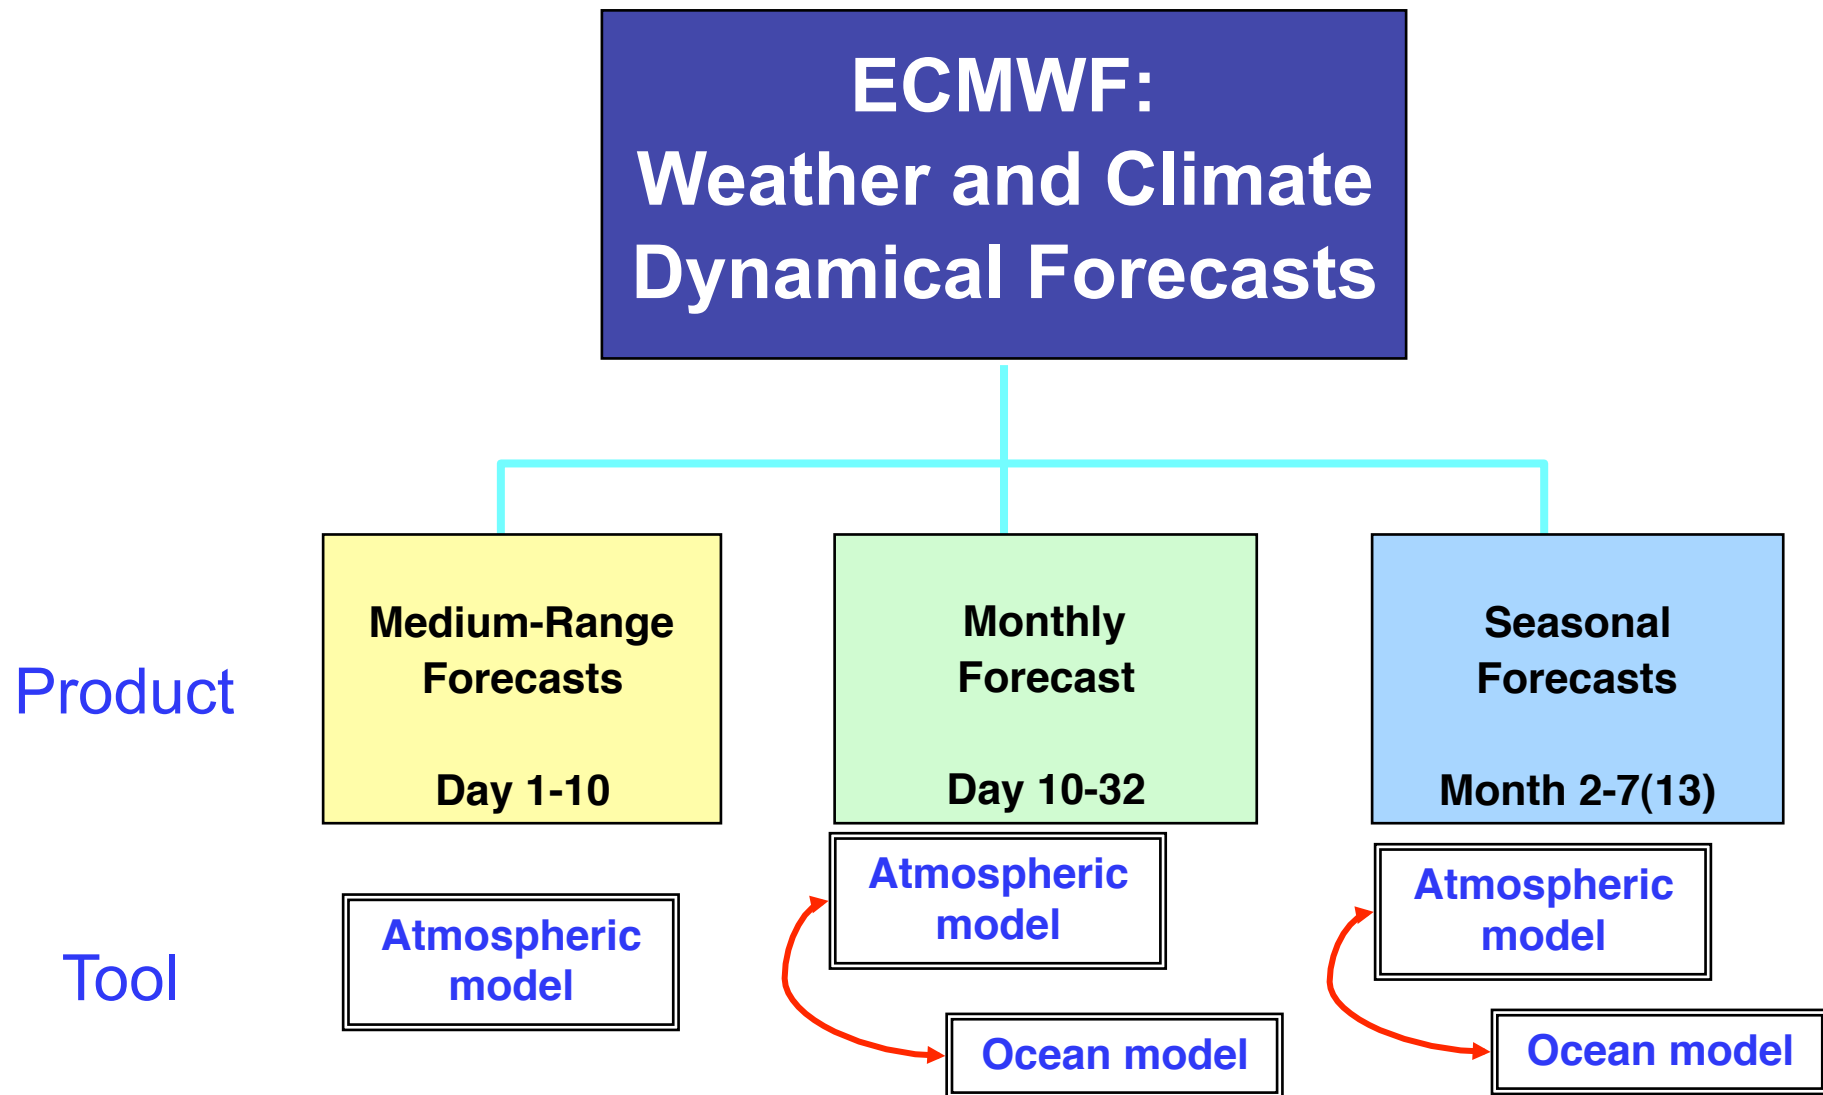 ECMWF:
Weather and Climate
Dynamical Forecasts
Product
Medium-Range
Forecasts
Day 1-10
Monthly
Forecast
Day 10-32
Seasonal
Forecasts
Month 2-7(13)
Tool
Atmospheric
model
Atmospheric
model
Ocean model
Atmospheric
model
Ocean model